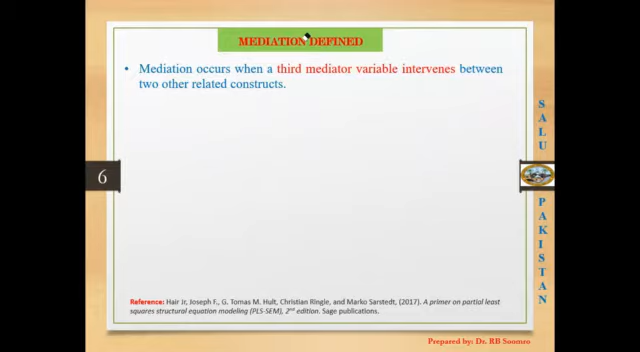 MEDIATION DEFINED
• Mediation occurs when a third mediator variable intervenes between
two other related constructs.
SALU
6
PAKISTAN
Reference: Hair Jr, Joseph F., G. Tomas M. Hult, Christian Ringle, and Marko Sarstedt, (2017). A primer on partial least
squares structural equation modeling (PLS-SEM), 2nd edition. Sage publications.
Prepared by: Dr. RB Soomro